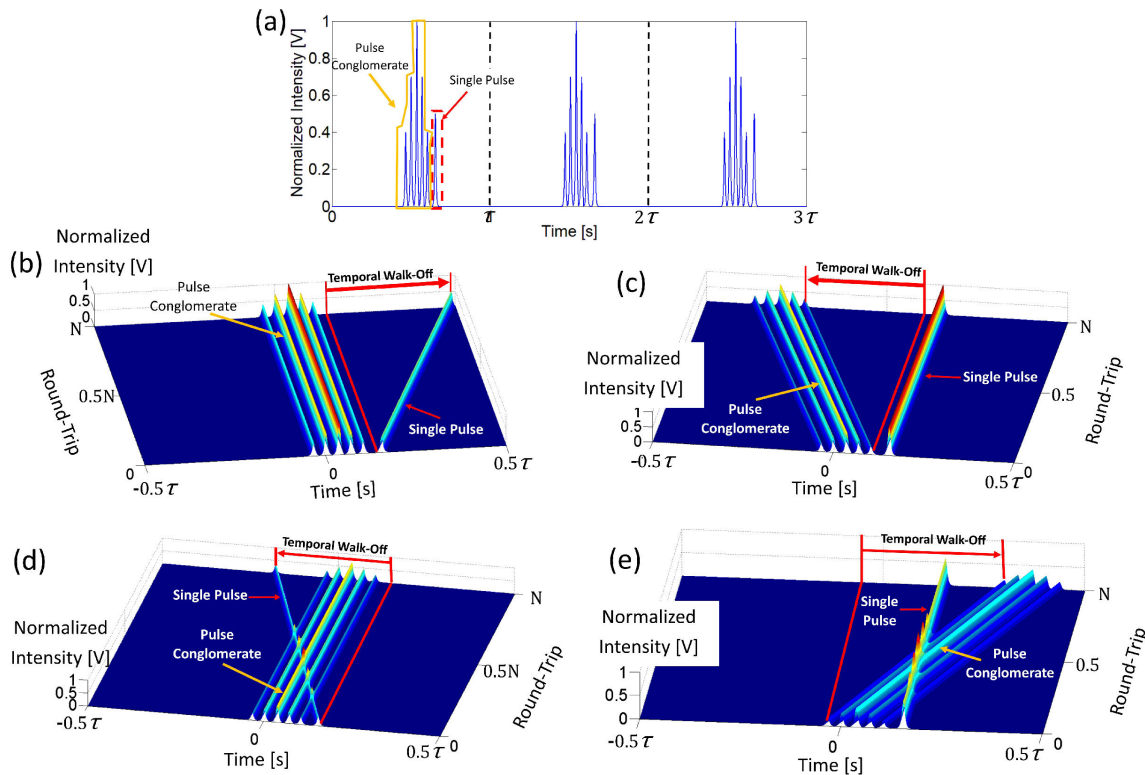 (a)
Normalized Intensity [V]
1
0.8
0.6
0.4
0.2
0
Pulse
Conglomerate
Single Pulse
0
τ
2τ
3τ
Time [s]
(b)
Normalized
Intensity [V]
1
0.5
0
Pulse
Conglomerate
Temporal Walk-Off
Single Pulse
N
0.5N
0
Round-Trip
-0.5τ
0
0.5τ
Time [s]
(c)
Temporal Walk-Off
Normalized
Intensity [V]
1
0.5
0
Single Pulse
Pulse
Conglomerate
N
0.5
0
Round-Trip
-0.5τ
0
0.5τ
Time [s]
(d)
Temporal Walk-Off
Single Pulse
Pulse
Conglomerate
Normalized
Intensity [V]
1
0.5
0
N
0.5N
0
Round-Trip
-0.5τ
0
0.5τ
Time [s]
(e)
Temporal Walk-Off
Single
Pulse
Pulse
Conglomerate
Normalized
Intensity [V]
1
0.5
0
N
0.5
0
Round-Trip
-0.5τ
0
0.5τ
Time [s]